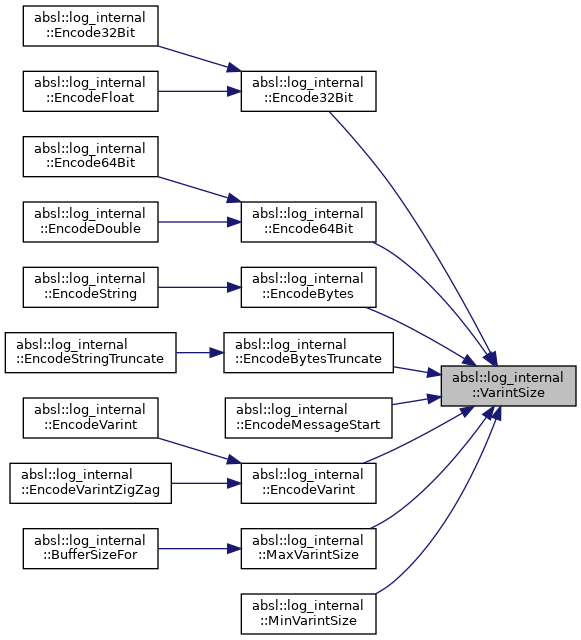 absl::log_internal
::Encode32Bit
absl::log_internal
::EncodeFloat
absl::log_internal
::Encode32Bit
absl::log_internal
::Encode64Bit
absl::log_internal
::EncodeDouble
absl::log_internal
::Encode64Bit
absl::log_internal
::EncodeString
absl::log_internal
::EncodeBytes
absl::log_internal
::EncodeStringTruncate
absl::log_internal
::EncodeBytesTruncate
absl::log_internal
::VarintSize
absl::log_internal
::EncodeVarint
absl::log_internal
::EncodeMessageStart
absl::log_internal
::EncodeVarintZigZag
absl::log_internal
::EncodeVarint
absl::log_internal
::BufferSizeFor
absl::log_internal
::MaxVarintSize
absl::log_internal
::MinVarintSize